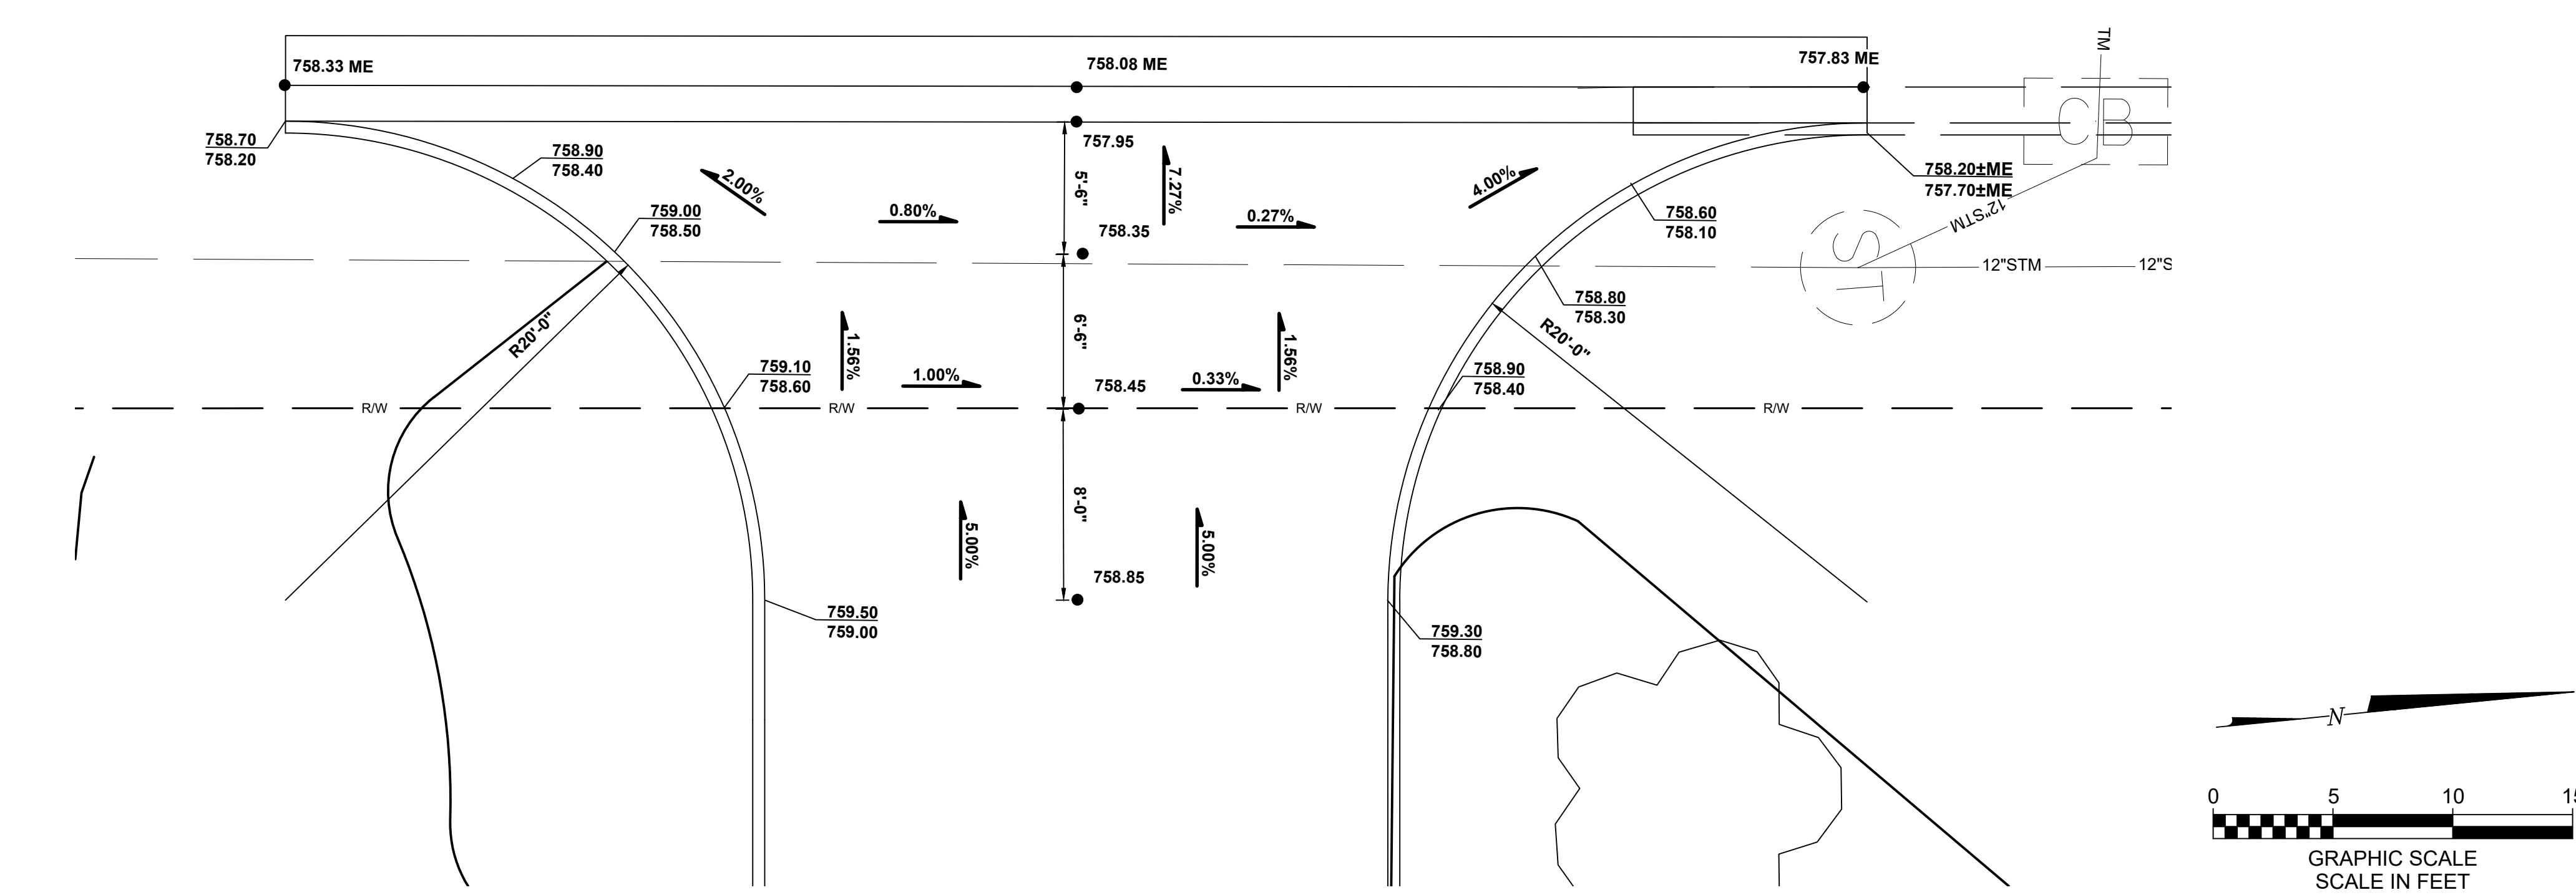 758.33 ME
758.08 ME
757.83 ME
TM
CB
758.70
758.20
758.90
758.40
757.95
2.00%
5'-6"
7.27%
4.00%
758.20±ME
757.70±ME
12"STM
759.00
758.50
0.80%
0.27%
758.35
758.60
758.10
ST
12"STM
12"S
R20'-0"
6'-6"
1.56%
1.56%
758.80
758.30
R20'-0"
759.10
758.60
1.00%
758.45
0.33%
758.90
758.40
R/W
R/W
R/W
R/W
8'-0"
5.00%
5.00%
758.85
759.50
759.00
759.30
758.80
N
0 5 10 15
GRAPHIC SCALE
SCALE IN FEET